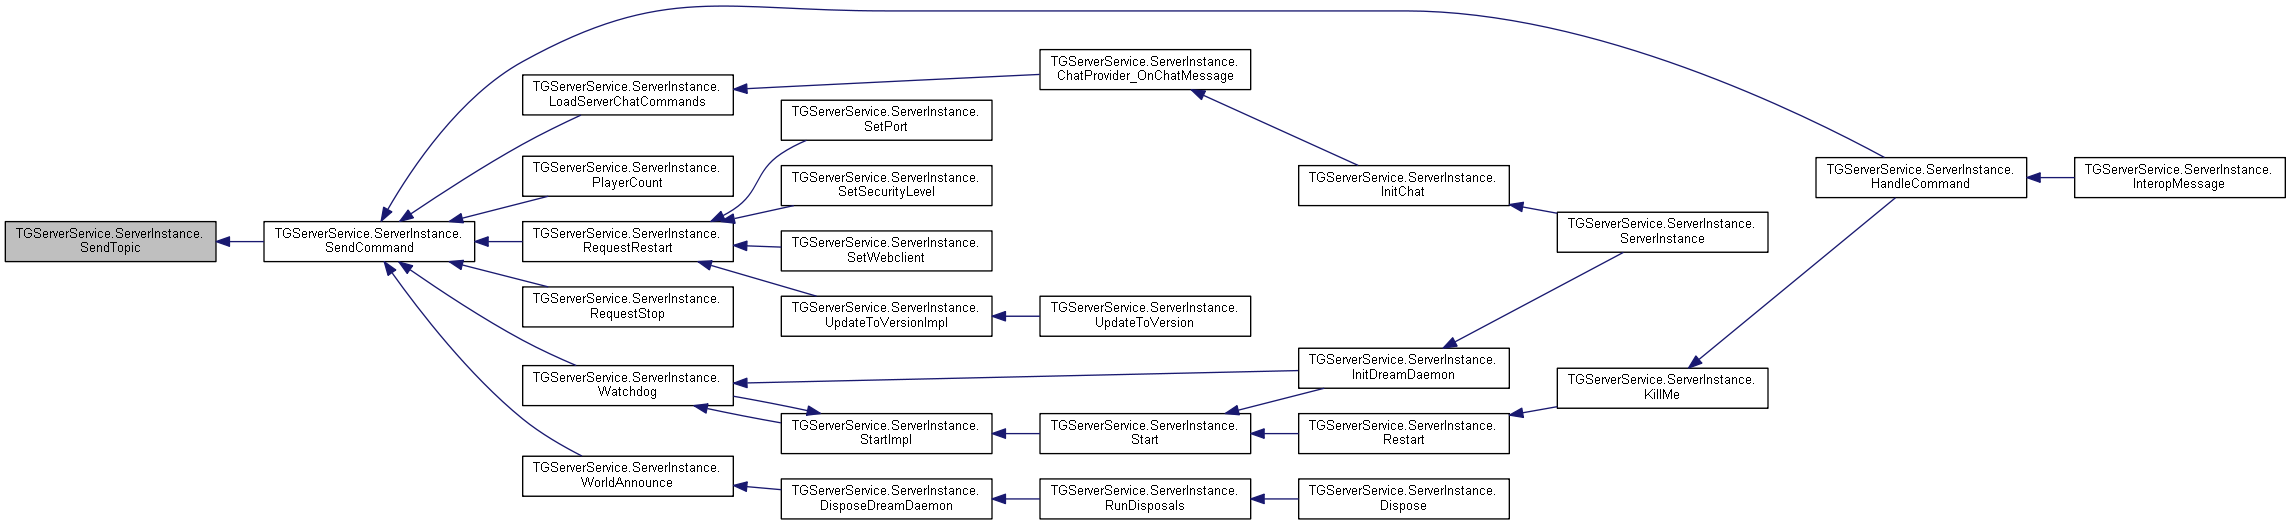 TGServerService.ServerInstance.
SendTopic
TGServerService.ServerInstance.
SendCommand
TGServerService.ServerInstance.
LoadServerChatCommands
TGServerService.ServerInstance.
PlayerCount
TGServerService.ServerInstance.
RequestRestart
TGServerService.ServerInstance.
RequestStop
TGServerService.ServerInstance.
Watchdog
TGServerService.ServerInstance.
WorldAnnounce
TGServerService.ServerInstance.
SetPort
TGServerService.ServerInstance.
SetSecurityLevel
TGServerService.ServerInstance.
SetWebclient
TGServerService.ServerInstance.
UpdateToVersionImpl
TGServerService.ServerInstance.
StartImpl
TGServerService.ServerInstance.
DisposeDreamDaemon
TGServerService.ServerInstance.
ChatProvider_OnChatMessage
TGServerService.ServerInstance.
UpdateToVersion
TGServerService.ServerInstance.
Start
TGServerService.ServerInstance.
RunDisposals
TGServerService.ServerInstance.
InitChat
TGServerService.ServerInstance.
InitDreamDaemon
TGServerService.ServerInstance.
Restart
TGServerService.ServerInstance.
Dispose
TGServerService.ServerInstance.
ServerInstance
TGServerService.ServerInstance.
KillMe
TGServerService.ServerInstance.
HandleCommand
TGServerService.ServerInstance.
InteropMessage